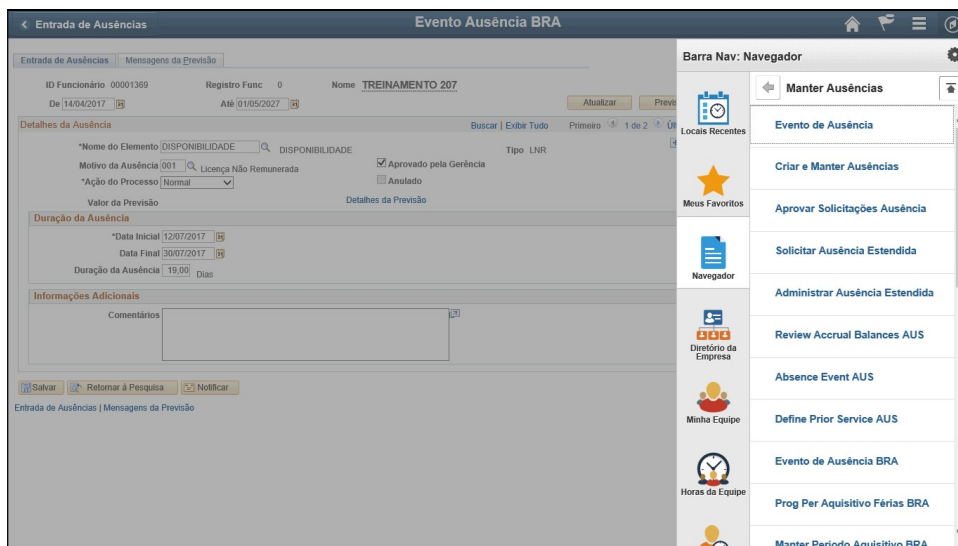 Entrada de Ausências
Evento Ausência BRA
Entrada de Ausências Mensagens da Previsão
ID Funcionário 00001369 Registro Func 0 Nome TREINAMENTO 207
De 14/04/2017 Até 01/05/2027 Atualizar
Detalhes da Ausência Buscar | Exibir Tudo Primeiro 1 de 2
*Nome do Elemento DISPONIBILIDADE DISPONIBILIDADE Tipo LNR
Motivo da Ausência 001 Licença Não Remunerada Aprovado pela Gerência
*Ação do Processo Normal Anulado
Valor da Previsão Detalhes da Previsão
Duração da Ausência
*Data Inicial 12/07/2017
Data Final 30/07/2017
Duração da Ausência 19,00 Dias
Informações Adicionais
Comentários
Salvar Retornar à Pesquisa Notificar
Entrada de Ausências | Mensagens da Previsão
Barra Nav: Navegador
Locais Recentes
Meus Favoritos
Navegador
Diretório da
Empresa
Minha Equipe
Horas da Equipe
Manter Ausências
Evento de Ausência
Criar e Manter Ausências
Aprovar Solicitações Ausência
Solicitar Ausência Estendida
Administrar Ausência Estendida
Review Accrual Balances AUS
Absence Event AUS
Define Prior Service AUS
Evento de Ausência BRA
Prog Per Aquisitivo Férias BRA
Manter Período Aquisitivo BRA